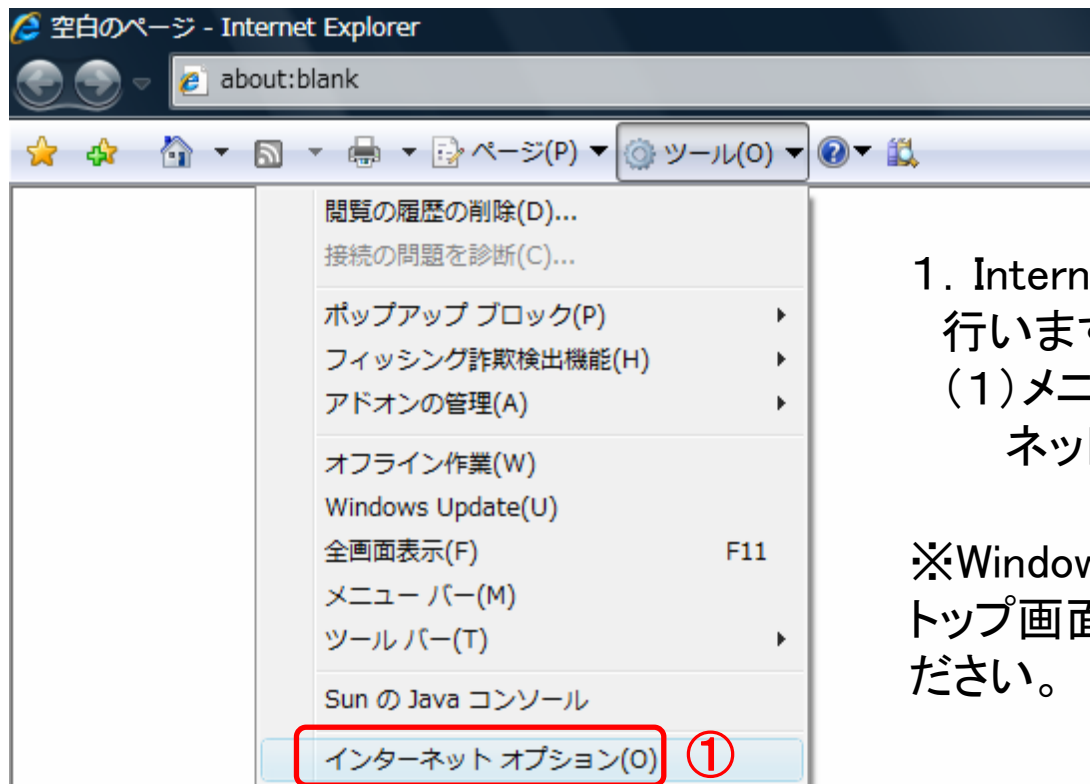 空白のページ - Internet Explorer
about:blank
ページ(P) ツール(O)
閲覧の履歴の削除(D)...
接続の問題を診断(C)...
ポップアップ ブロック(P)
フィッシング詐欺検出機能(H)
アドオンの管理(A)
オフライン作業(W)
Windows Update(U)
全画面表示(F) F11
メニュー バー(M)
ツール バー(T)
Sun の Java コンソール
インターネット オプション(O) ①
１．Intern
行います
（１）メニ
ネット
※Window
トップ画面
ださい。